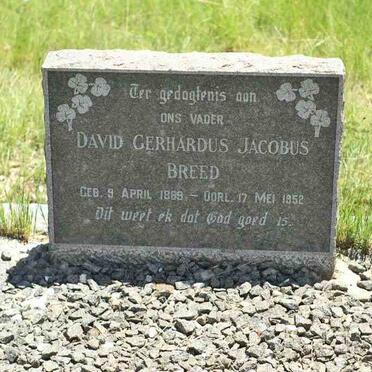 Ter gedagtenis aan
ONS VADER
DAVID GERHARDUS JACOBUS
BREED
GEB. 9 APRIL 1889 – OORL. 17 MEI 1952
Dit weet ek dat God goed is.